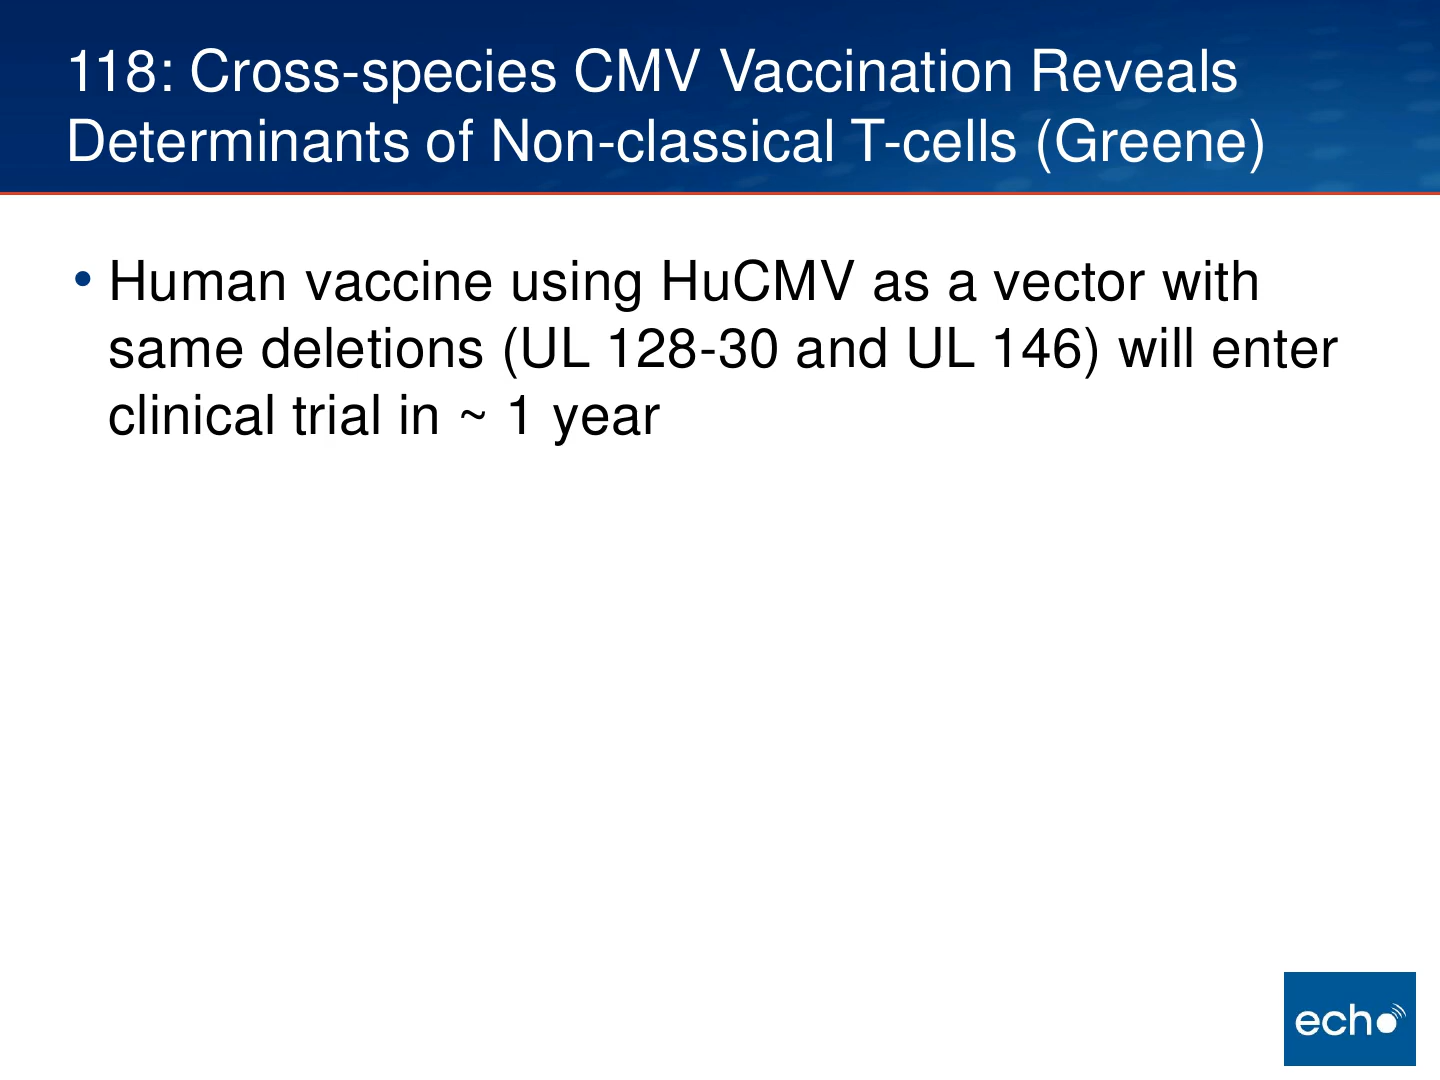 118: Cross-species CMV Vaccination Reveals
Determinants of Non-classical T-cells (Greene)
• Human vaccine using HuCMV as a vector with
same deletions (UL 128-30 and UL 146) will enter
clinical trial in ~ 1 year
echo